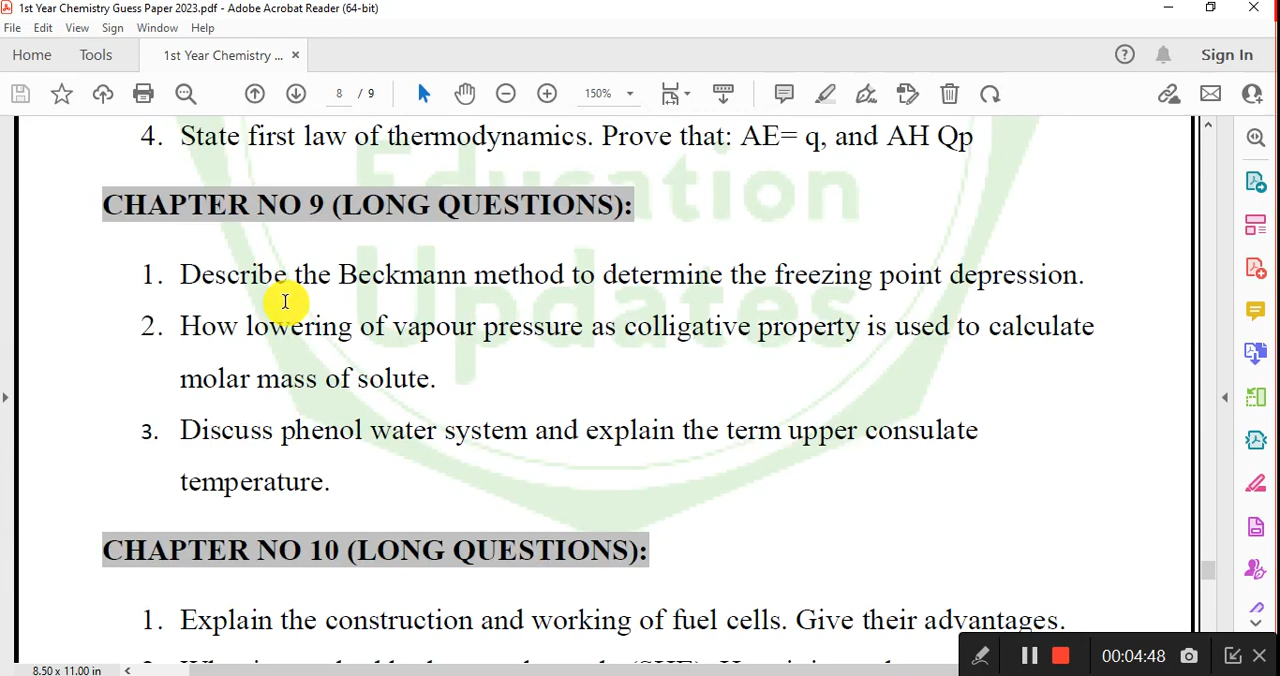 1st Year Chemistry Guess Paper 2023.pdf - Adobe Acrobat Reader (64-bit)
File Edit View Sign Window Help
Home Tools 1st Year Chemistry ... × Sign In
8 / 9 150%
4. State first law of thermodynamics. Prove that: AE= q, and AH Qp
CHAPTER NO 9 (LONG QUESTIONS):
1. Describe the Beckmann method to determine the freezing point depression.
2. How lowering of vapour pressure as colligative property is used to calculate
molar mass of solute.
3. Discuss phenol water system and explain the term upper consulate
temperature.
CHAPTER NO 10 (LONG QUESTIONS):
1. Explain the construction and working of fuel cells. Give their advantages.
00:04:48
8.50 x 11.00 in
Education
Updates